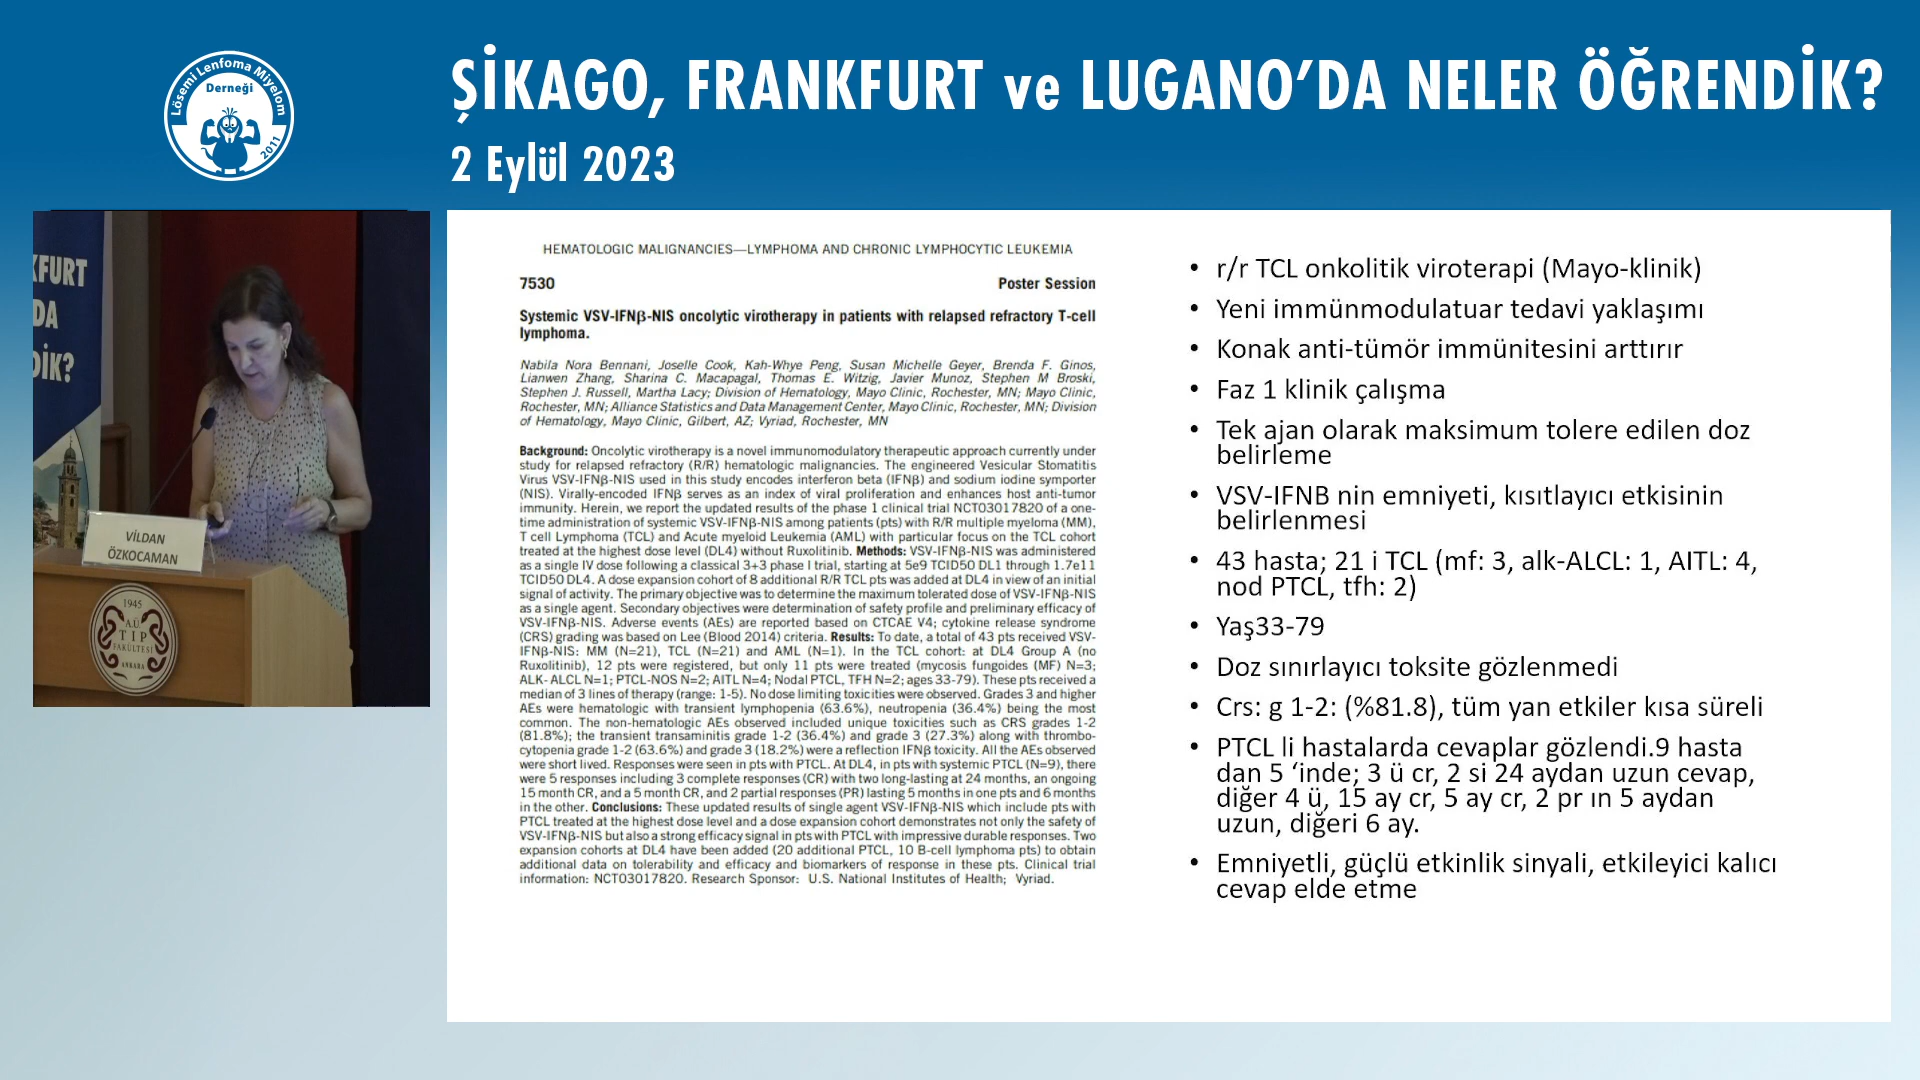 Lösemi Lenfoma Miyelom
Derneği
2011
ŞİKAGO, FRANKFURT ve LUGANO’DA NELER ÖĞRENDİK?
2 Eylül 2023
KFURT
DA
DİK?
VİLDAN
ÖZKOCAMAN
1945
A.Ü
TIP
FAKÜLTESİ
ANKARA
HEMATOLOGIC MALIGNANCIES—LYMPHOMA AND CHRONIC LYMPHOCYTIC LEUKEMIA
7530 Poster Session
Systemic VSV-IFNβ-NIS oncolytic virotherapy in patients with relapsed refractory T-cell
lymphoma.
Nabila Nora Bennani, Joselle Cook, Kah-Whye Peng, Susan Michelle Geyer, Brenda F. Ginos,
Lianwen Zhang, Sharina C. Macapagal, Thomas E. Witzig, Javier Munoz, Stephen M Broski,
Stephen J. Russell, Martha Lacy; Division of Hematology, Mayo Clinic, Rochester, MN; Mayo Clinic,
Rochester, MN; Alliance Statistics and Data Management Center, Mayo Clinic, Rochester, MN; Division
of Hematology, Mayo Clinic, Gilbert, AZ; Vyriad, Rochester, MN
Background: Oncolytic virotherapy is a novel immunomodulatory therapeutic approach currently under
study for relapsed refractory (R/R) hematologic malignancies. The engineered Vesicular Stomatitis
Virus VSV-IFNβ-NIS used in this study encodes interferon beta (IFNβ) and sodium iodine symporter
(NIS). Virally-encoded IFNβ serves as an index of viral proliferation and enhances host anti-tumor
immunity. Herein, we report the updated results of the phase 1 clinical trial NCT03017820 of a one-
time administration of systemic VSV-IFNβ-NIS among patients (pts) with R/R multiple myeloma (MM),
T cell Lymphoma (TCL) and Acute myeloid Leukemia (AML) with particular focus on the TCL cohort
treated at the highest dose level (DL4) without Ruxolitinib. Methods: VSV-IFNβ-NIS was administered
as a single IV dose following a classical 3+3 phase I trial, starting at 5e9 TCID50 DL1 through 1.7e11
TCID50 DL4. A dose expansion cohort of 8 additional R/R TCL pts was added at DL4 in view of an initial
signal of activity. The primary objective was to determine the maximum tolerated dose of VSV-IFNβ-NIS
as a single agent. Secondary objectives were determination of safety profile and preliminary efficacy of
VSV-IFNβ-NIS. Adverse events (AEs) are reported based on CTCAE V4; cytokine release syndrome
(CRS) grading was based on Lee (Blood 2014) criteria. Results: To date, a total of 43 pts received VSV-
IFNβ-NIS: MM (N=21), TCL (N=21) and AML (N=1). In the TCL cohort: at DL4 Group A (no
Ruxolitinib), 12 pts were registered, but only 11 pts were treated (mycosis fungoides (MF) N=3;
ALK- ALCL N=1; PTCL-NOS N=2; AITL N=4; Nodal PTCL, TFH N=2; ages 33-79). These pts received a
median of 3 lines of therapy (range: 1-5). No dose limiting toxicities were observed. Grades 3 and higher
AEs were hematologic with transient lymphopenia (63.6%), neutropenia (36.4%) being the most
common. The non-hematologic AEs observed included unique toxicities such as CRS grades 1-2
(81.8%); the transient transaminitis grade 1-2 (36.4%) and grade 3 (27.3%) along with thrombo-
cytopenia grade 1-2 (63.6%) and grade 3 (18.2%) were a reflection IFNβ toxicity. All the AEs observed
were short lived. Responses were seen in pts with PTCL. At DL4, in pts with systemic PTCL (N=9), there
were 5 responses including 3 complete responses (CR) with two long-lasting at 24 months, an ongoing
15 month CR, and a 5 month CR, and 2 partial responses (PR) lasting 5 months in one pts and 6 months
in the other. Conclusions: These updated results of single agent VSV-IFNβ-NIS which include pts with
PTCL treated at the highest dose level and a dose expansion cohort demonstrates not only the safety of
VSV-IFNβ-NIS but also a strong efficacy signal in pts with PTCL with impressive durable responses. Two
expansion cohorts at DL4 have been added (20 additional PTCL, 10 B-cell lymphoma pts) to obtain
additional data on tolerability and efficacy and biomarkers of response in these pts. Clinical trial
information: NCT03017820. Research Sponsor: U.S. National Institutes of Health; Vyriad.
• r/r TCL onkolitik viroterapi (Mayo-klinik)
• Yeni immünmodulatuar tedavi yaklaşımı
• Konak anti-tümör immünitesini arttırır
• Faz 1 klinik çalışma
• Tek ajan olarak maksimum tolere edilen doz
belirleme
• VSV-IFNB nin emniyeti, kısıtlayıcı etkisinin
belirlenmesi
• 43 hasta; 21 i TCL (mf: 3, alk-ALCL: 1, AITL: 4,
nod PTCL, tfh: 2)
• Yaş33-79
• Doz sınırlayıcı toksite gözlenmedi
• Crs: g 1-2: (%81.8), tüm yan etkiler kısa süreli
• PTCL li hastalarda cevaplar gözlendi.9 hasta
dan 5 ‘inde; 3 ü cr, 2 si 24 aydan uzun cevap,
diğer 4 ü, 15 ay cr, 5 ay cr, 2 pr ın 5 aydan
uzun, diğeri 6 ay.
• Emniyetli, güçlü etkinlik sinyali, etkileyici kalıcı
cevap elde etme